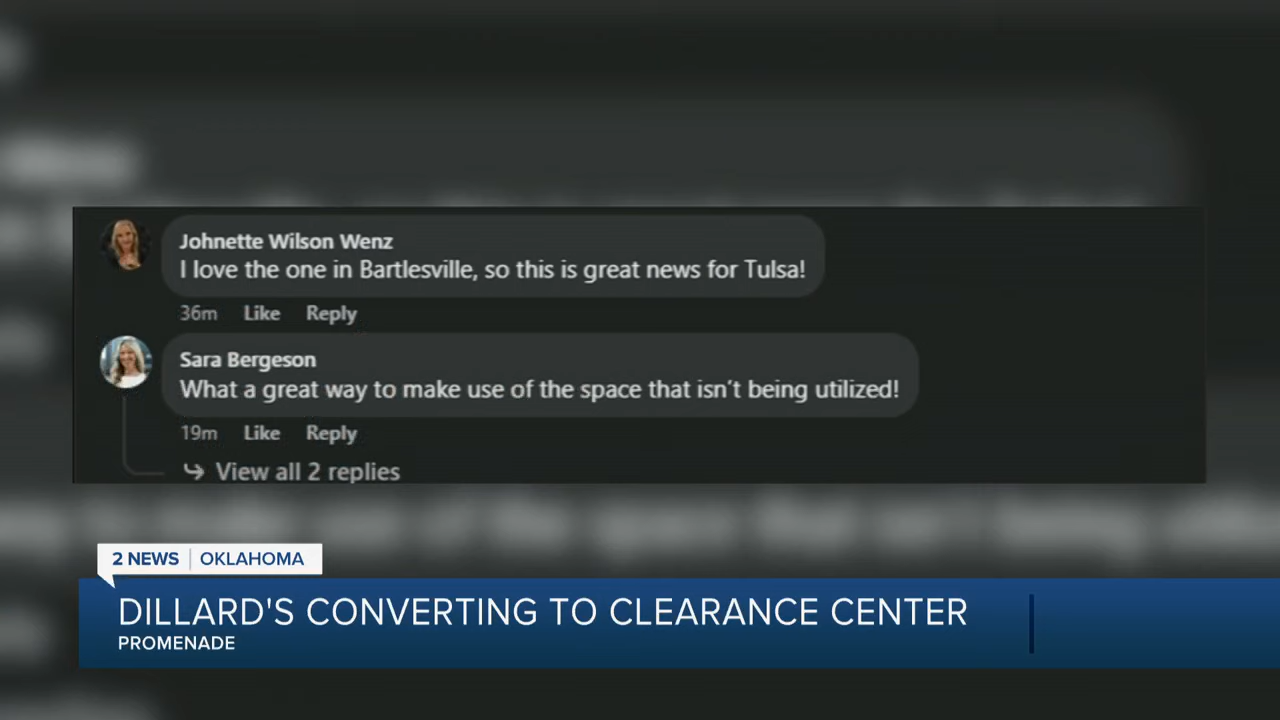 Johnette Wilson Wenz
I love the one in Bartlesville, so this is great news for Tulsa!
36m Like Reply
Sara Bergeson
What a great way to make use of the space that isn't being utilized!
19m Like Reply
View all 2 replies
2 NEWS | OKLAHOMA
DILLARD'S CONVERTING TO CLEARANCE CENTER
PROMENADE